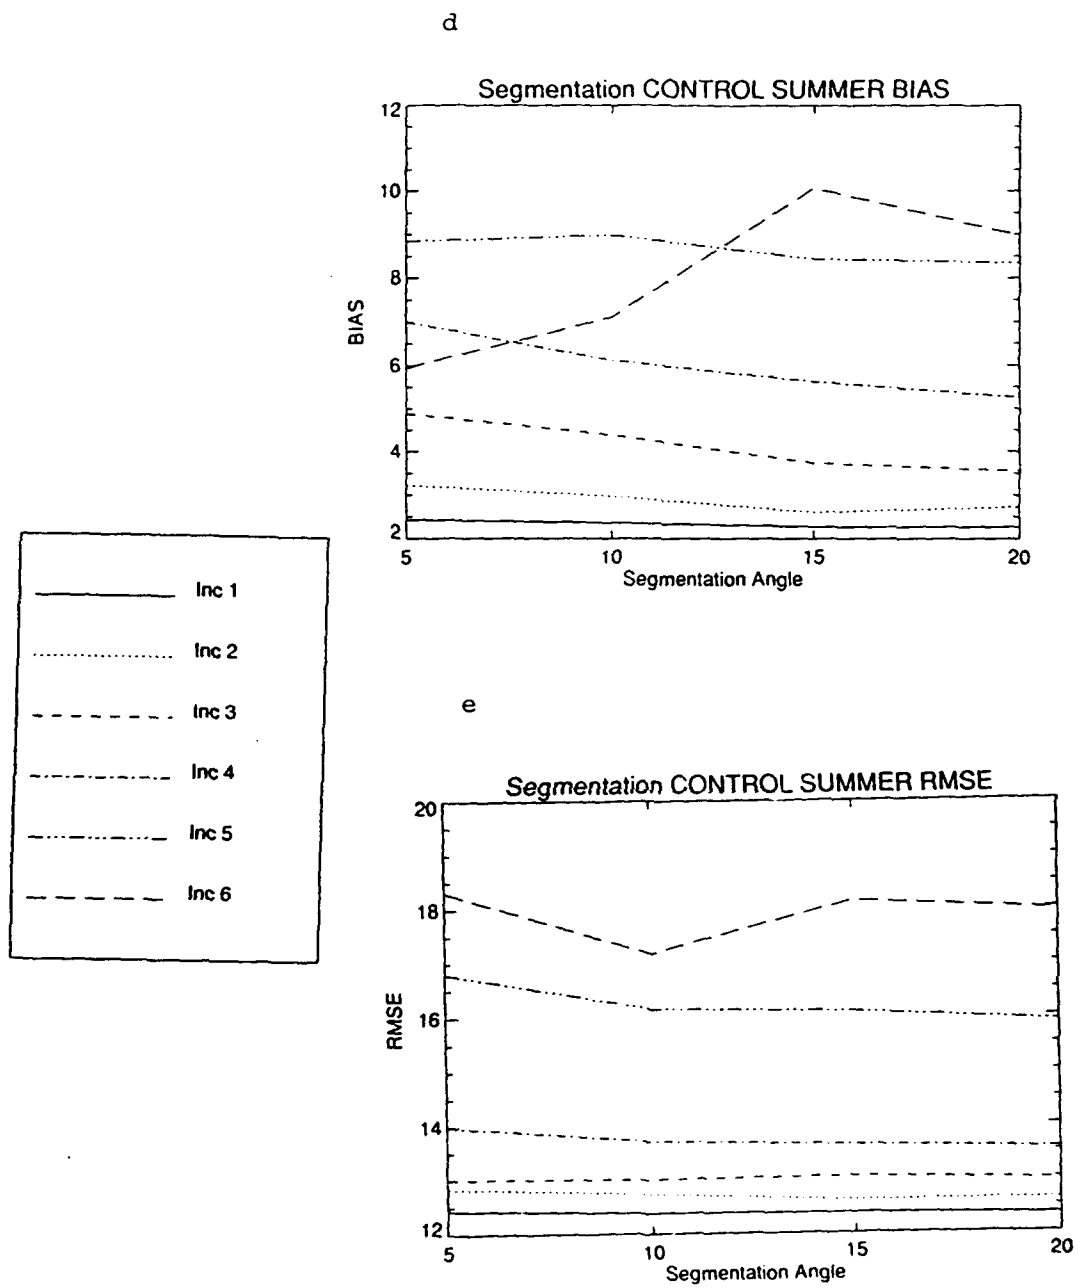 d
Segmentation CONTROL SUMMER BIAS
12
10
8
6
4
2
BIAS
5 10 15 20
Segmentation Angle
Inc 1
Inc 2
Inc 3
Inc 4
Inc 5
Inc 6
e
Segmentation CONTROL SUMMER RMSE
20
18
16
14
12
RMSE
5 10 15 20
Segmentation Angle